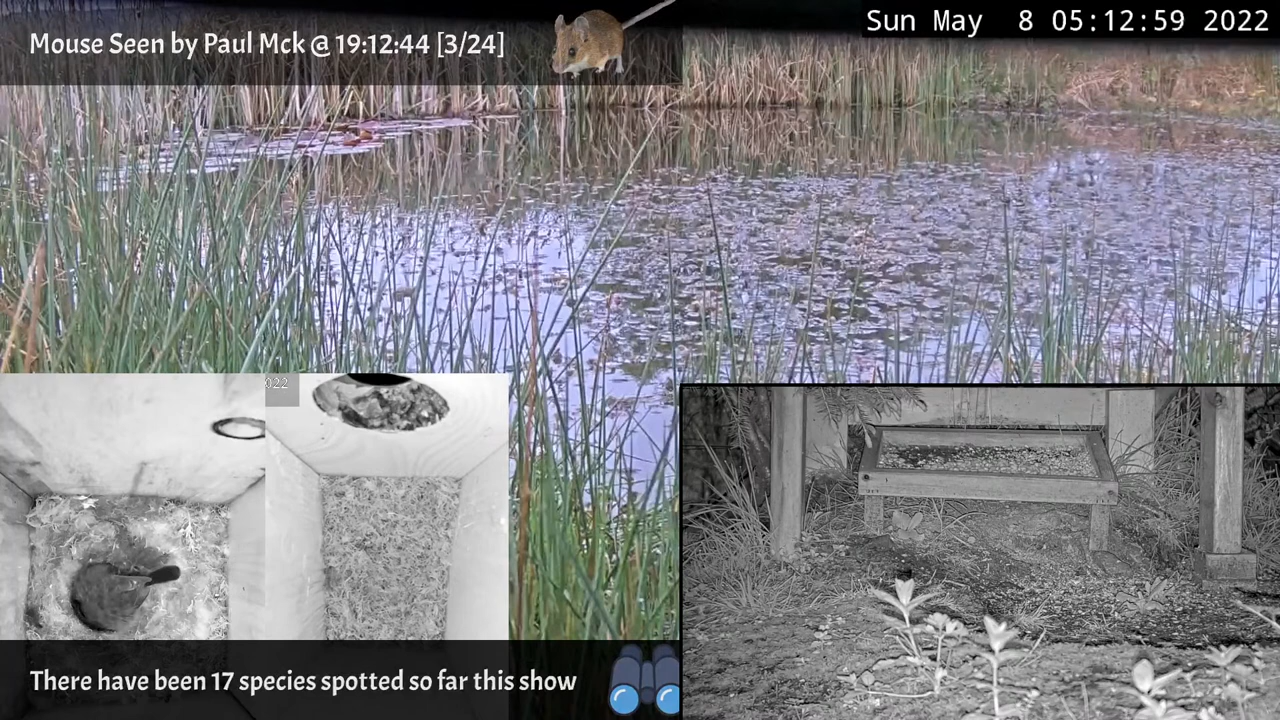 Mouse Seen by Paul Mck @ 19:12:44 [3/24]
Sun May 8 05:12:59 2022
022
There have been 17 species spotted so far this show